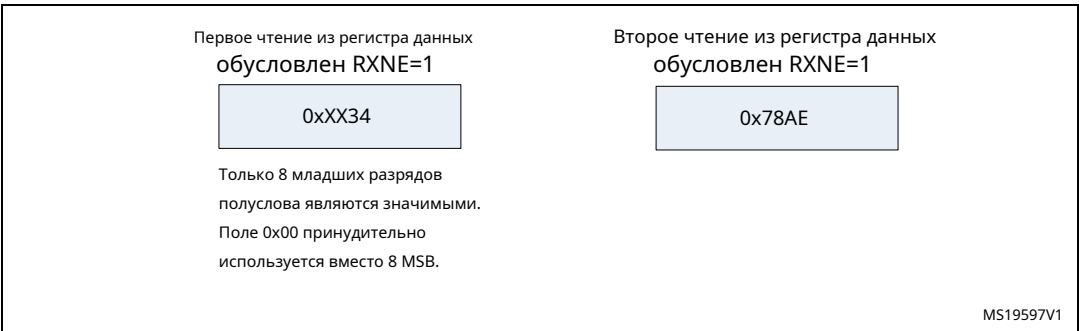 Первое чтение из регистра данных
обусловлен RXNE=1
0xXX34
Только 8 младших разрядов
полуслова являются значимыми.
Поле 0x00 принудительно
используется вместо 8 MSB.
Второе чтение из регистра данных
обусловлен RXNE=1
0x78AE
MS19597V1